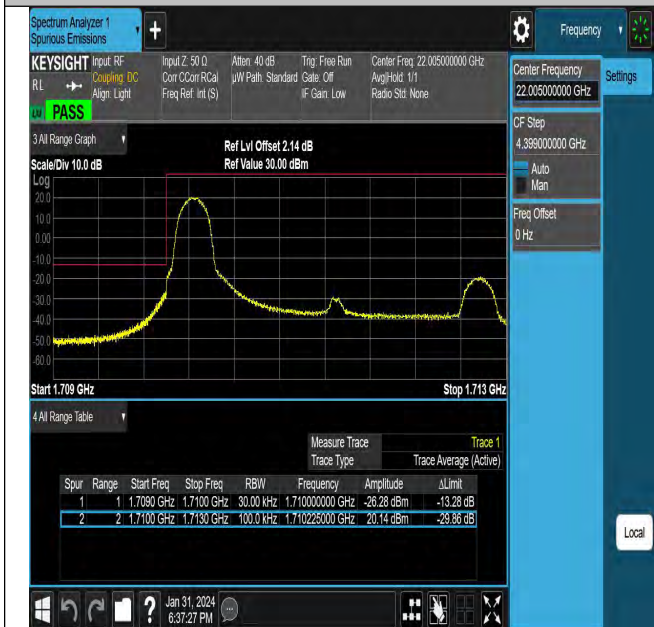 Spectrum Analyzer 1
Spurious Emissions
+
Frequency
KEYSIGHT
RL
Input: RF
Coupling: DC
Align: Light
Input Z: 50 Ω
Corr CCorr RCal
Freq Ref: Int (S)
Atten: 40 dB
µW Path: Standard
Trig: Free Run
Gate: Off
IF Gain: Low
Center Freq: 22.005000000 GHz
Avg|Hold: 1/1
Radio Std: None
LM PASS
Center Frequency
22.005000000 GHz
Settings
CF Step
4.399000000 GHz
Auto
Man
Freq Offset
0 Hz
3 All Range Graph
Ref Lvl Offset 2.14 dB
Scale/Div 10.0 dB
Ref Value 30.00 dBm
Log
20.0
10.0
0.00
-10.0
-20.0
-30.0
-40.0
-50.0
-60.0
Start 1.709 GHz
Stop 1.713 GHz
4 All Range Table
Measure Trace Trace 1
Trace Type Trace Average (Active)
Spur Range Start Freq Stop Freq RBW Frequency Amplitude ΔLimit
1 1 1.7090 GHz 1.7100 GHz 30.00 kHz 1.710000000 GHz -26.28 dBm -13.28 dB
2 2 1.7100 GHz 1.7130 GHz 100.0 kHz 1.710225000 GHz 20.14 dBm -29.86 dB
Local
?
Jan 31, 2024
6:37:27 PM